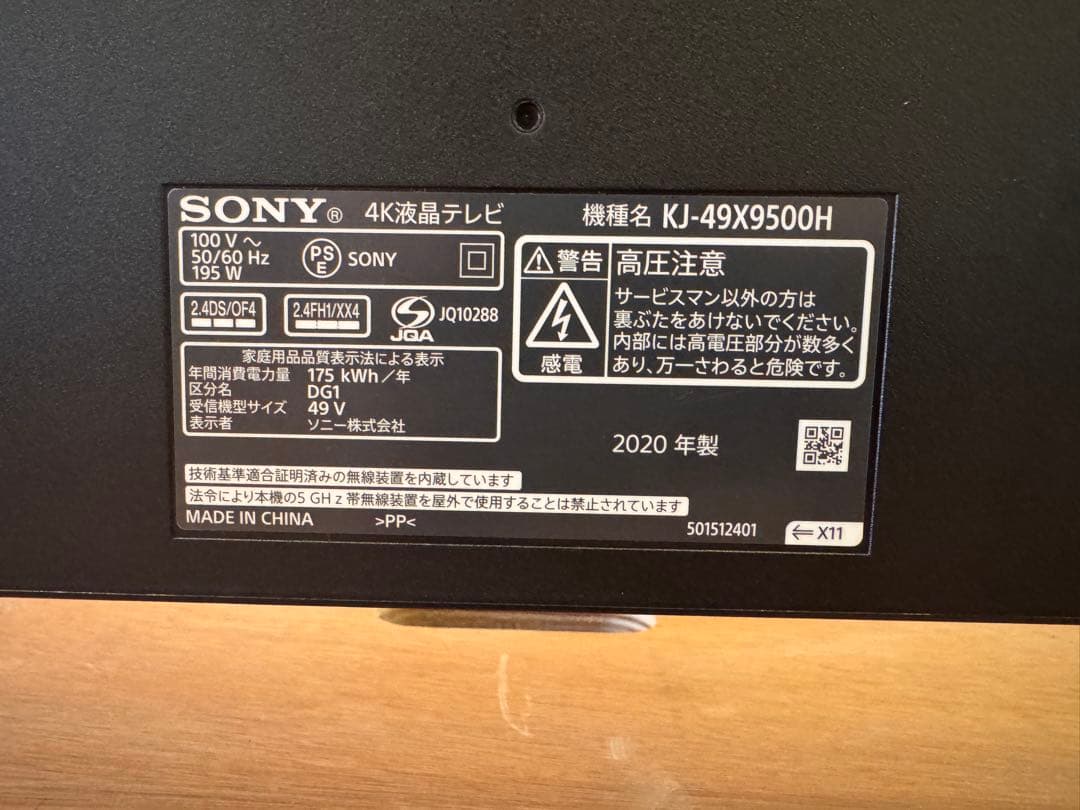 SONY® 4K液晶テレビ 機種名 KJ-49X9500H
100 V～
50/60 Hz
195 W
PSE SONY
2.4DS/OF4
2.4FH1/XX4
JQA JQ10288
家庭用品品質表示法による表示
年間消費電力量 175 kWh／年
区分名 DG1
受信機型サイズ 49 V
表示者 ソニー株式会社
警告 高圧注意
感電
サービスマン以外の方は
裏ぶたをあけないでください。
内部には高電圧部分が数多く
あり、万一さわると危険です。
2020 年製
技術基準適合証明済みの無線装置を内蔵しています
法令により本機の5 GHz帯無線装置を屋外で使用することは禁止されています
MADE IN CHINA >PP< 501512401 ⇐X11